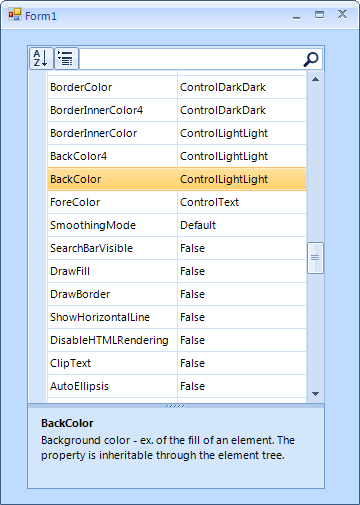 Form1
A
Z
BorderColor ControlDarkDark
BorderInnerColor4 ControlDarkDark
BorderInnerColor ControlLightLight
BackColor4 ControlLightLight
BackColor ControlLightLight
ForeColor ControlText
SmoothingMode Default
SearchBarVisible False
DrawFill False
DrawBorder False
ShowHorizontalLine False
DisableHTMLRendering False
ClipText False
AutoEllipsis False
BackColor
Background color - ex. of the fill of an element. The
property is inheritable through the element tree.